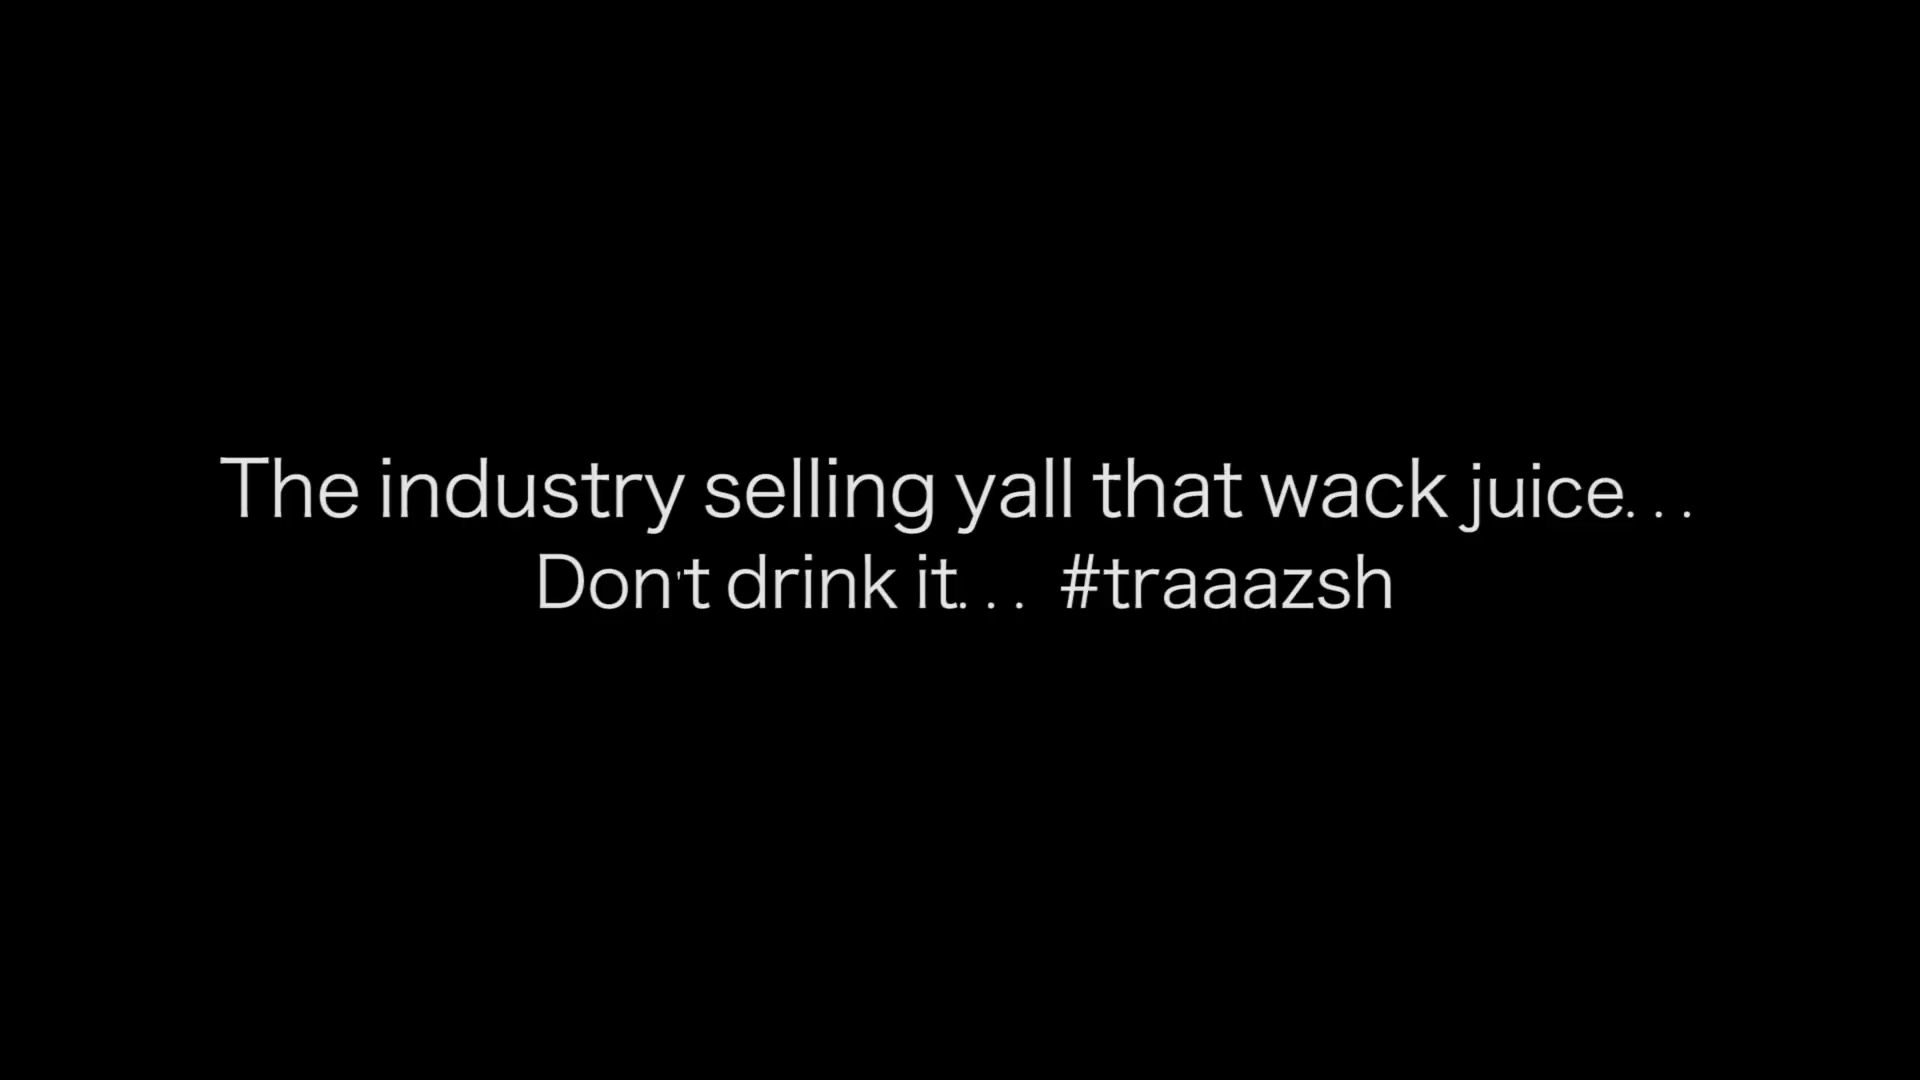 The industry selling yall that wack juice...
Don't drink it... #traaazsh